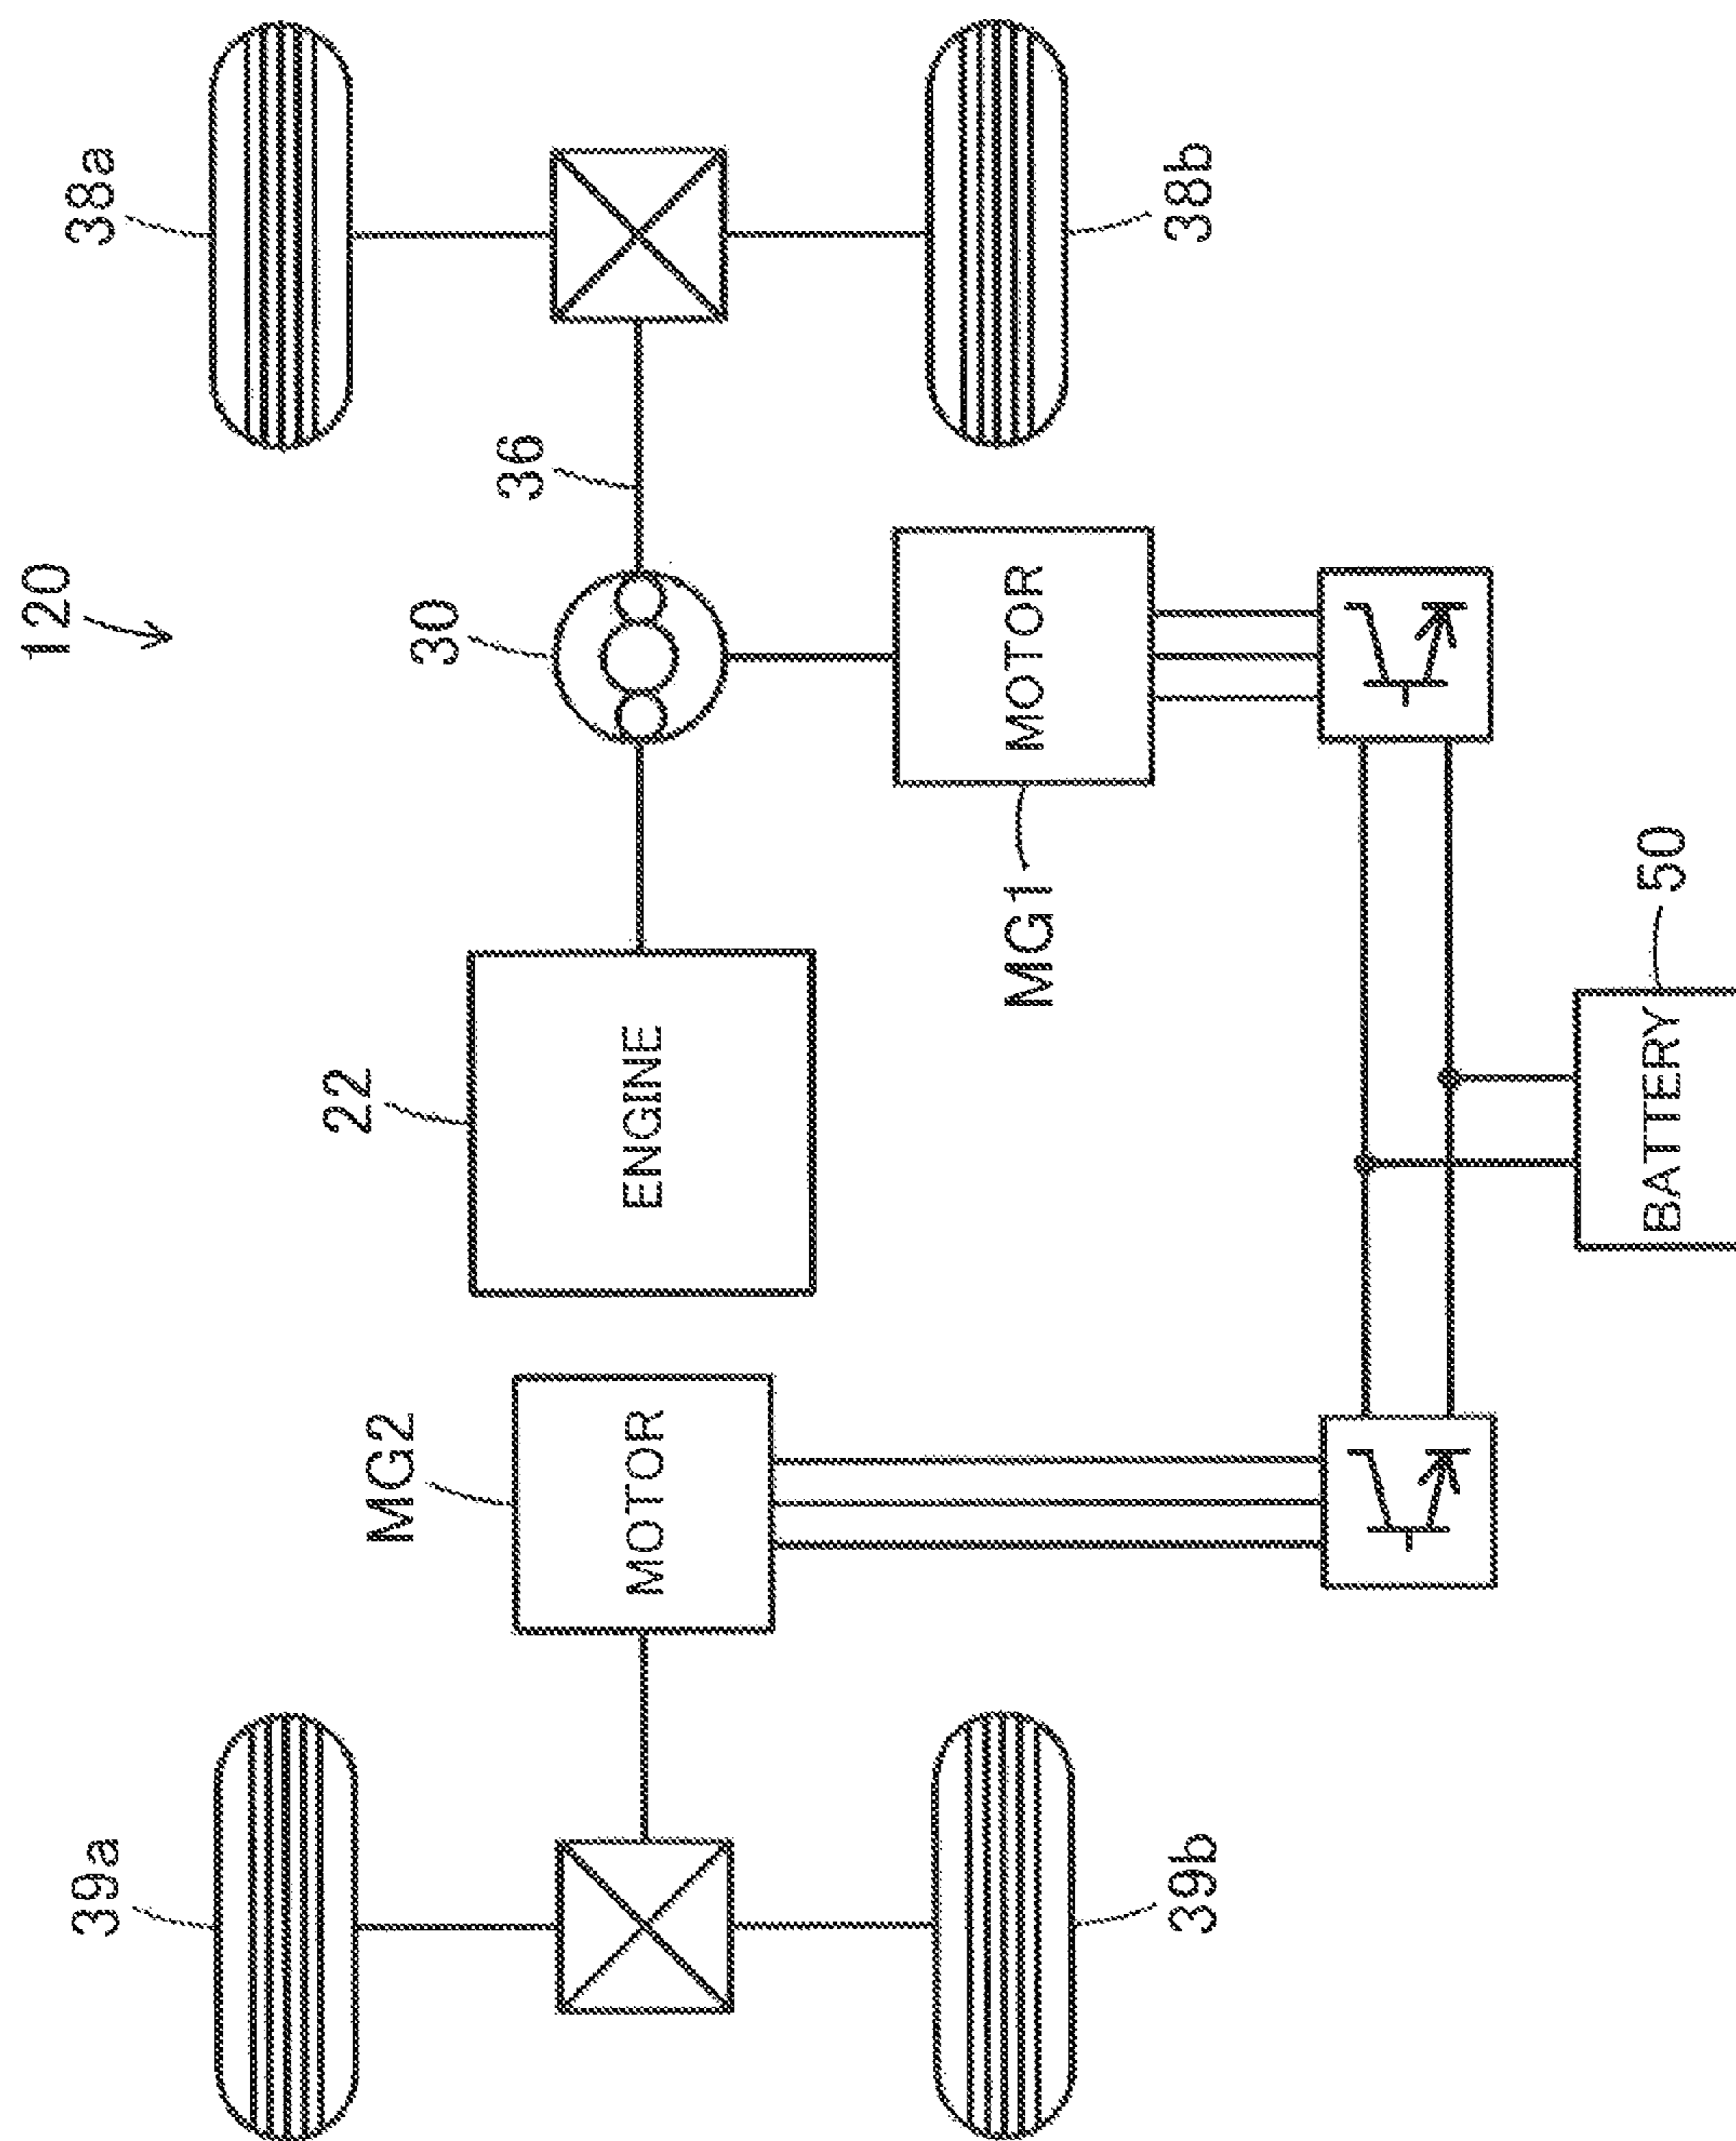 120
38a
38b
36
30
MOTOR
MG1
22
ENGINE
50
BATTERY
MG2
MOTOR
39a
39b